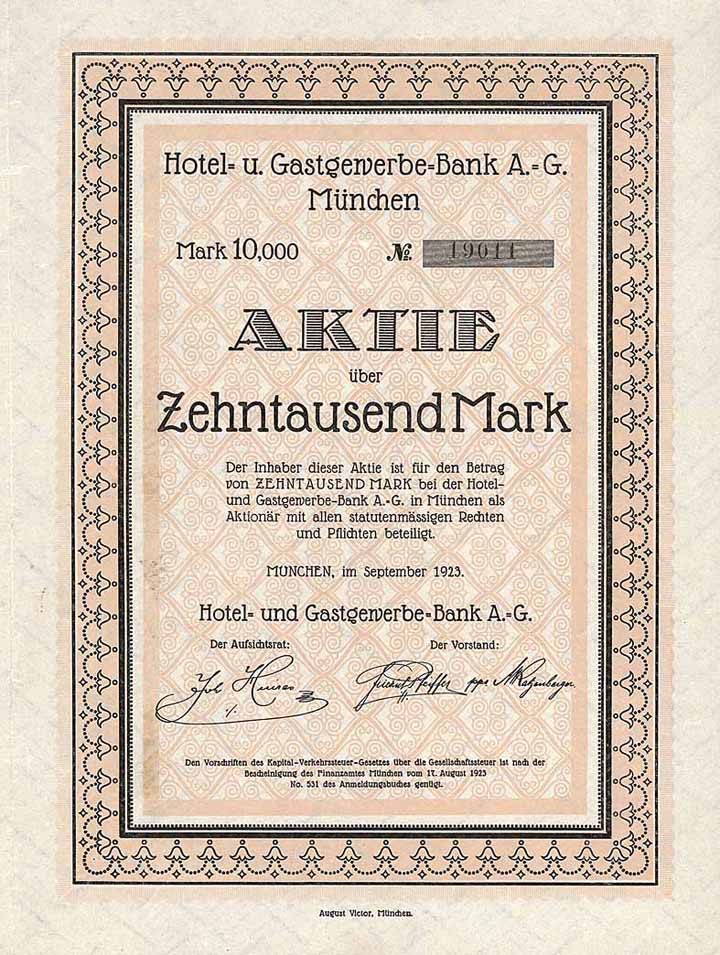 Hotel= u. Gastgewerbe=Bank A.=G.
München
Mark 10,000 No. 19011
AKTIE
über
Zehntausend Mark
Der Inhaber dieser Aktie ist für den Betrag
von ZEHNTAUSEND MARK bei der Hotel-
und Gastgewerbe-Bank A.-G. in München als
Aktionär mit allen statutenmässigen Rechten
und Pflichten beteiligt.
MÜNCHEN, im September 1923.
Hotel= und Gastgewerbe=Bank A.=G.
Der Aufsichtsrat: Der Vorstand:
ppa
Den Vorschriften des Kapital-Verkehrssteuer-Gesetzes über die Gesellschaftssteuer ist nach der
Bescheinigung des Finanzamtes München vom 17. August 1923
No. 531 des Anmeldungsbuches genügt.
August Victor, München.